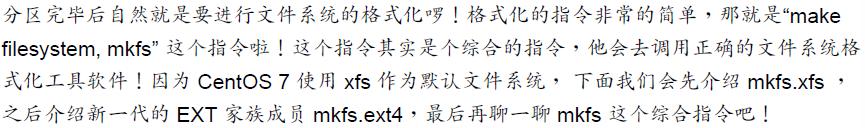 分区完毕后自然就是要进行文件系统的格式化啰！格式化的指令非常的简单，那就是“make
filesystem, mkfs” 这个指令啦！这个指令其实是个综合的指令，他会去调用正确的文件系统格
式化工具软件！因为 CentOS 7 使用 xfs 作为默认文件系统， 下面我们会先介绍 mkfs.xfs ，
之后介绍新一代的 EXT 家族成员 mkfs.ext4，最后再聊一聊 mkfs 这个综合指令吧！